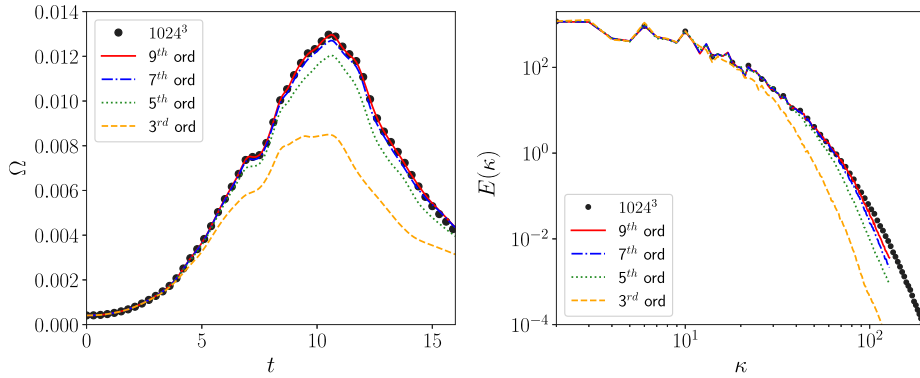 0.014
0.012
0.010
0.008
0.006
0.004
0.002
0.000
Ω
1024³
9ᵗʰ ord
7ᵗʰ ord
5ᵗʰ ord
3ʳᵈ ord
0 5 10 15
t
10²
10⁰
10⁻²
10⁻⁴
E(κ)
1024³
9ᵗʰ ord
7ᵗʰ ord
5ᵗʰ ord
3ʳᵈ ord
10¹ 10²
κ